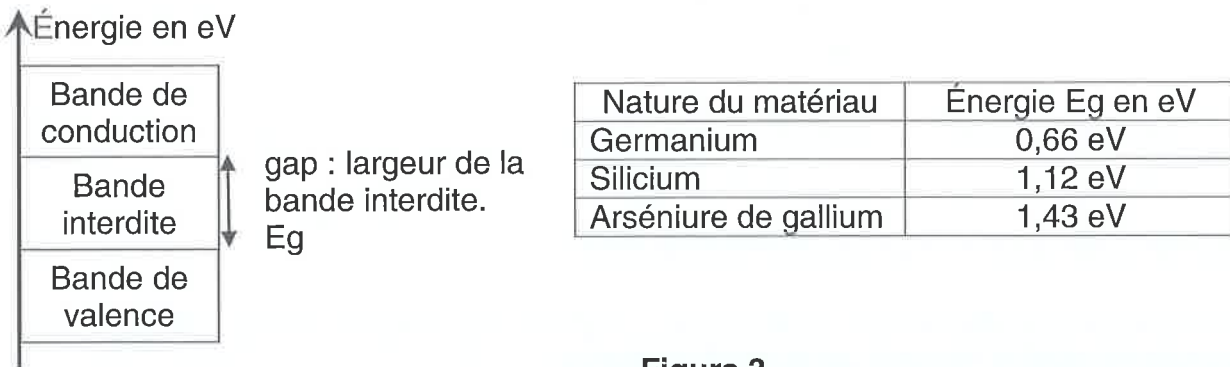 Énergie en eV
Bande de
conduction
Bande
interdite
Bande de
valence
gap : largeur de la
bande interdite.
Eg
Nature du matériau Énergie Eg en eV
Germanium 0,66 eV
Silicium 1,12 eV
Arséniure de gallium 1,43 eV